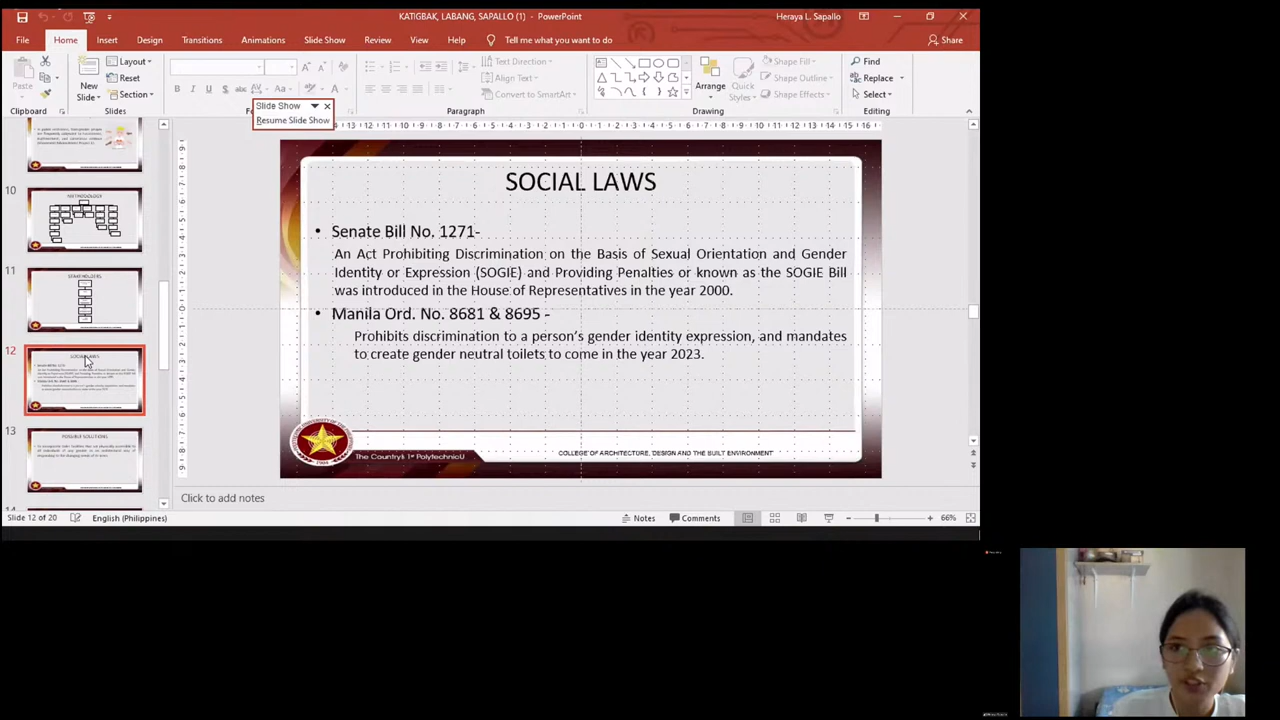 KATIGBAK, LABANG, SAPALLO (1) - PowerPoint
Heraya L. Sapallo
File Home Insert Design Transitions Animations Slide Show Review View Help Tell me what you want to do Share
Paste
New Slide
Layout
Reset
Section
Text Direction
Align Text
Convert to SmartArt
Arrange
Quick Styles
Shape Fill
Shape Outline
Shape Effects
Find
Replace
Select
Clipboard Slides Paragraph Drawing Editing
Slide Show
Resume Slide Show
10
METHODOLOGY
11
STAKEHOLDERS
12
SOCIAL LAWS
13
POSSIBLE SOLUTIONS
SOCIAL LAWS
• Senate Bill No. 1271-
An Act Prohibiting Discrimination on the Basis of Sexual Orientation and Gender
Identity or Expression (SOGIE) and Providing Penalties or known as the SOGIE Bill
was introduced in the House of Representatives in the year 2000.
• Manila Ord. No. 8681 & 8695 -
Prohibits discrimination to a person's gender identity expression, and mandates
to create gender neutral toilets to come in the year 2023.
The Country's 1st PolytechnicU
COLLEGE OF ARCHITECTURE, DESIGN AND THE BUILT ENVIRONMENT
Click to add notes
Slide 12 of 20 English (Philippines) Notes Comments 66%